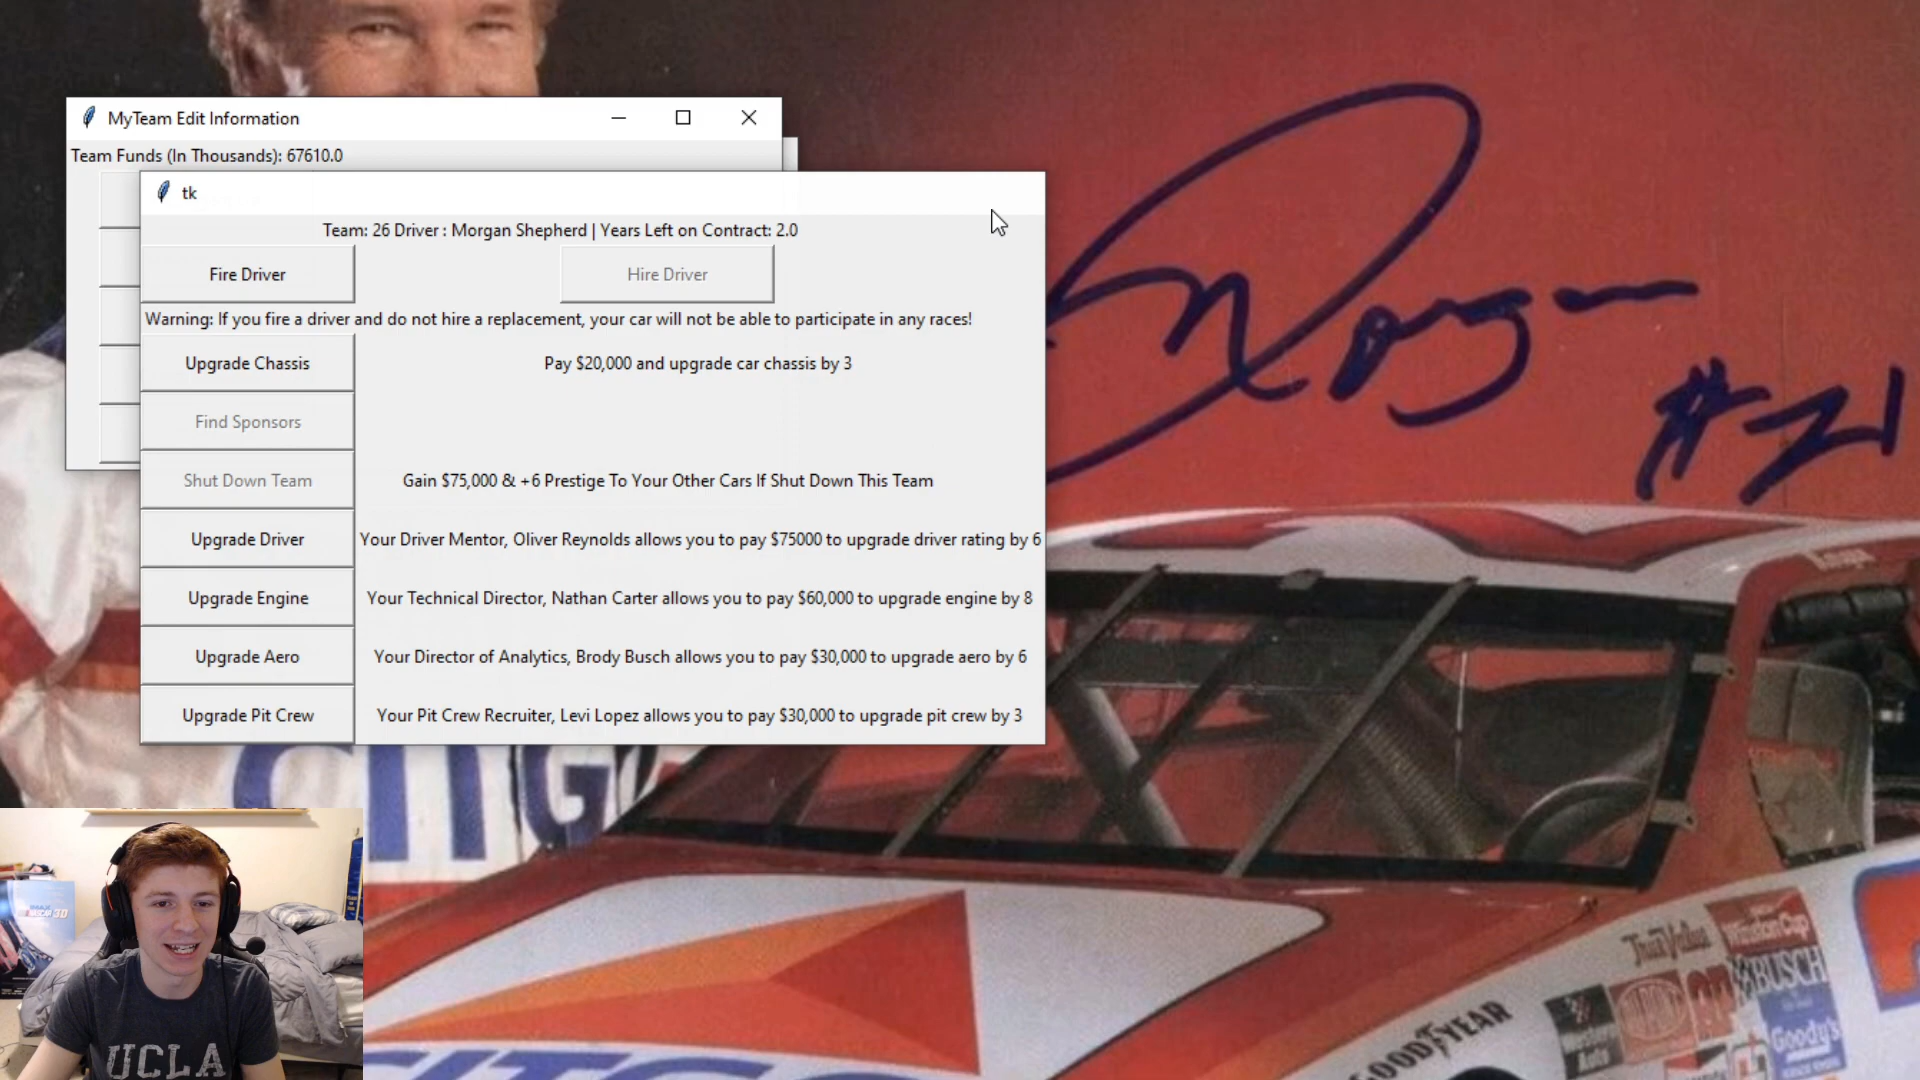 MyTeam Edit Information
Team Funds (In Thousands): 67610.0
tk
Team: 26 Driver : Morgan Shepherd | Years Left on Contract: 2.0
Fire Driver
Hire Driver
Warning: If you fire a driver and do not hire a replacement, your car will not be able to participate in any races!
Upgrade Chassis
Pay $20,000 and upgrade car chassis by 3
Find Sponsors
Shut Down Team
Gain $75,000 & +6 Prestige To Your Other Cars If Shut Down This Team
Upgrade Driver
Your Driver Mentor, Oliver Reynolds allows you to pay $75000 to upgrade driver rating by 6
Upgrade Engine
Your Technical Director, Nathan Carter allows you to pay $60,000 to upgrade engine by 8
Upgrade Aero
Your Director of Analytics, Brody Busch allows you to pay $30,000 to upgrade aero by 6
Upgrade Pit Crew
Your Pit Crew Recruiter, Levi Lopez allows you to pay $30,000 to upgrade pit crew by 3
#21
UCLA
GOODYEAR
TrueValue
Winston Cup
BUSCH
DUPONT
Western
Auto
Goody's